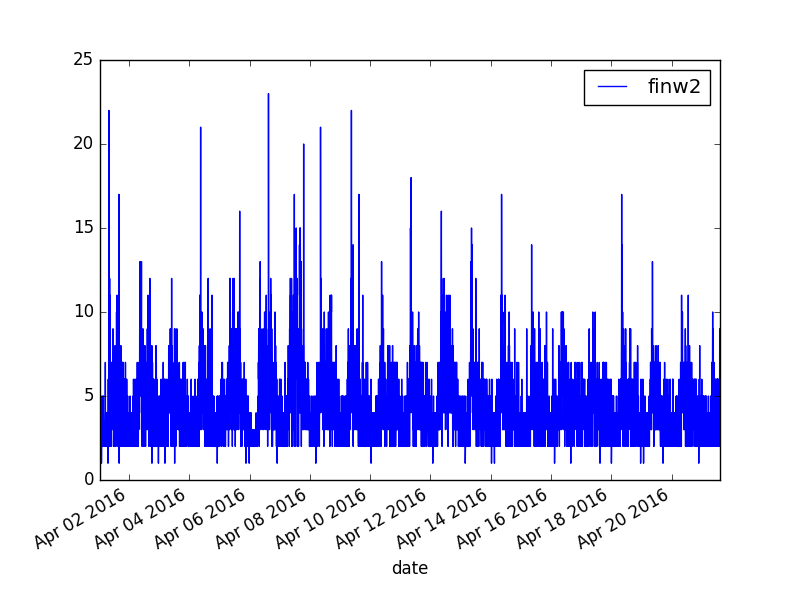 25
20
15
10
5
0
finw2
Apr 02 2016
Apr 04 2016
Apr 06 2016
Apr 08 2016
Apr 10 2016
Apr 12 2016
Apr 14 2016
Apr 16 2016
Apr 18 2016
Apr 20 2016
date